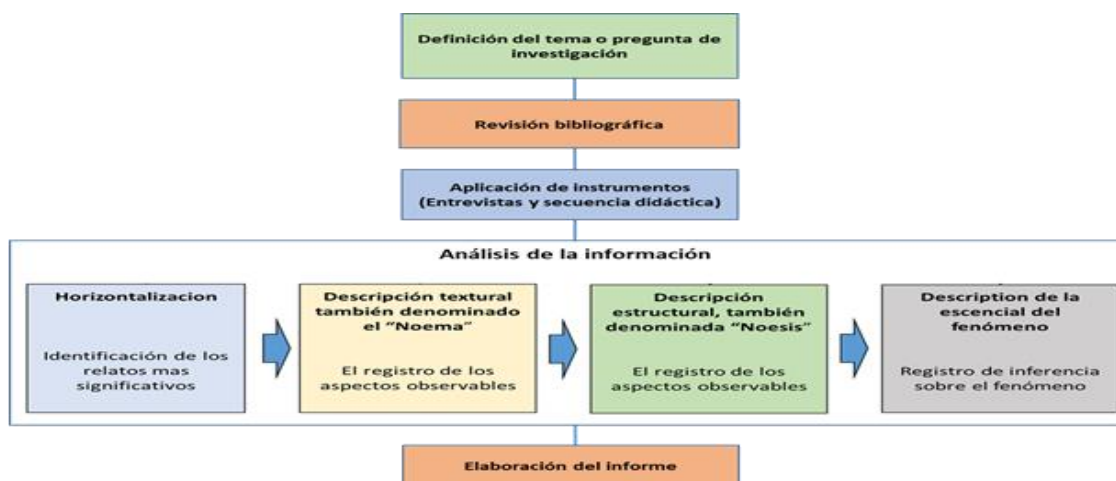 Definición del tema o pregunta de
investigación
Revisión bibliográfica
Aplicación de instrumentos
(Entrevistas y secuencia didáctica)
Análisis de la información
Horizontalizacion
Identificación de los
relatos mas
significativos
Descripción textural
también denominado
el “Noema”
El registro de los
aspectos observables
Descripción
estructural, también
denominada “Noesis”
El registro de los
aspectos observables
Description de la
escencial del
fenómeno
Registro de inferencia
sobre el fenómeno
Elaboración del informe